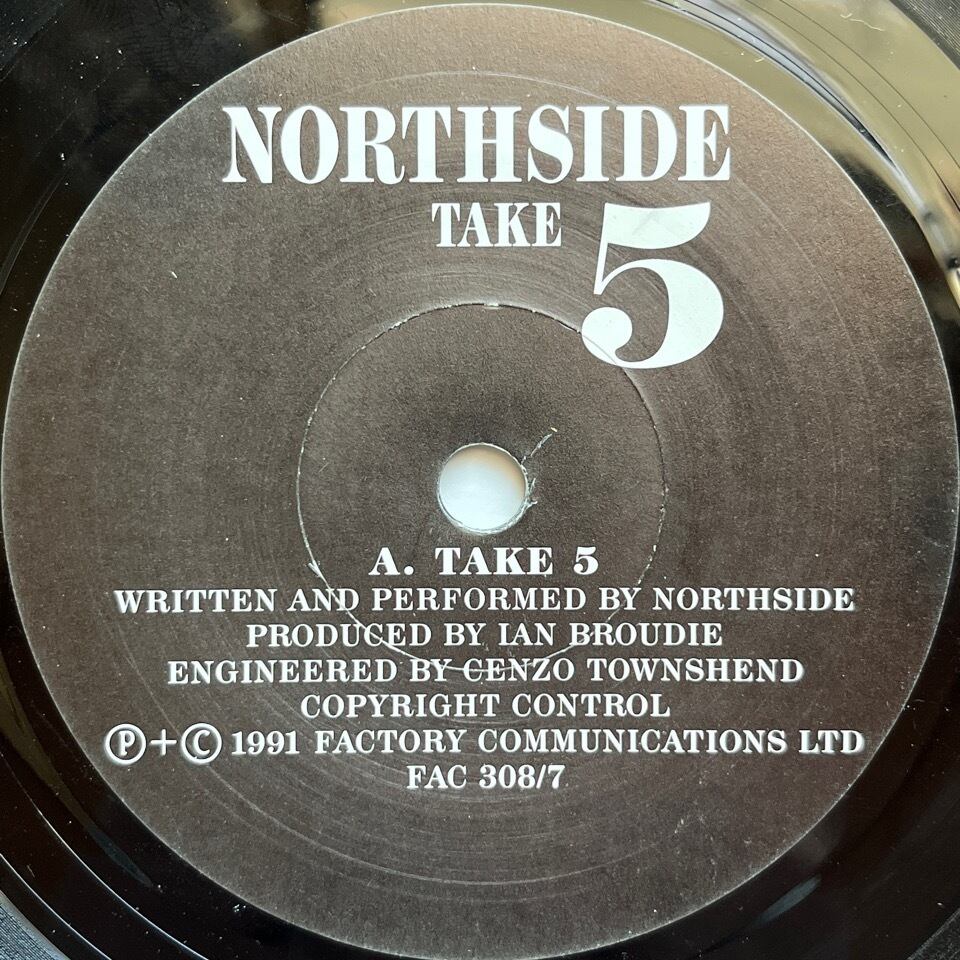 NORTHSIDE
TAKE 5
A. TAKE 5
WRITTEN AND PERFORMED BY NORTHSIDE
PRODUCED BY IAN BROUDIE
ENGINEERED BY CENZO TOWNSHEND
COPYRIGHT CONTROL
Ⓟ+Ⓒ 1991 FACTORY COMMUNICATIONS LTD
FAC 308/7